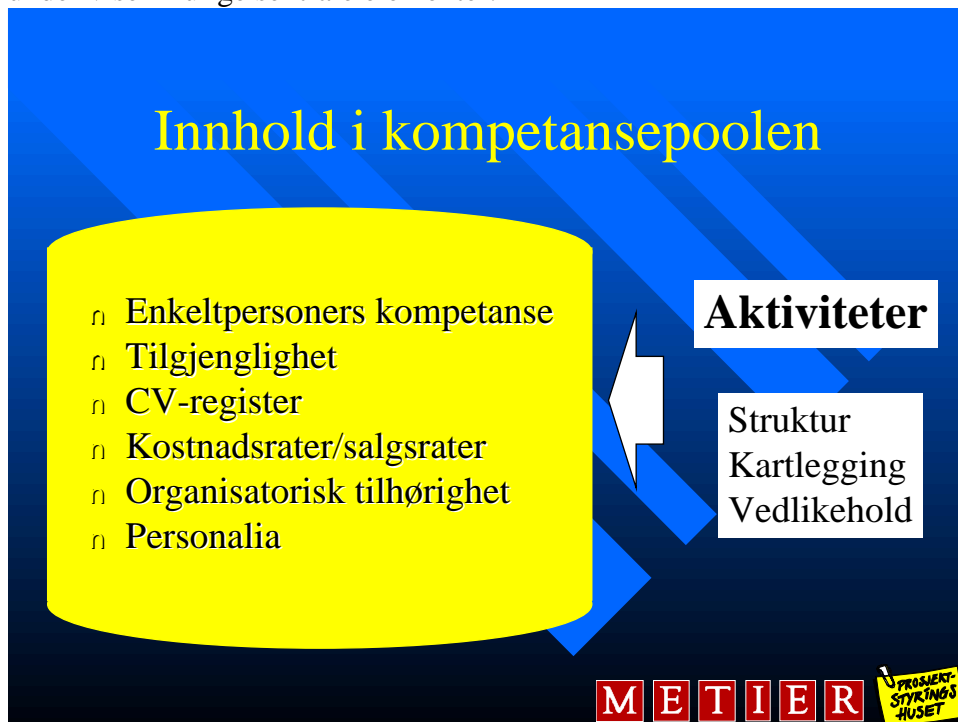 Innhold i kompetansepoolen
Enkeltpersoners kompetanse
Tilgjenglighet
CV-register
Kostnadsrater/salgsrater
Organisatorisk tilhørighet
Personalia
Aktiviteter
Struktur
Kartlegging
Vedlikehold
METIER
PROSJEKT-
STYRINGS
HUSET